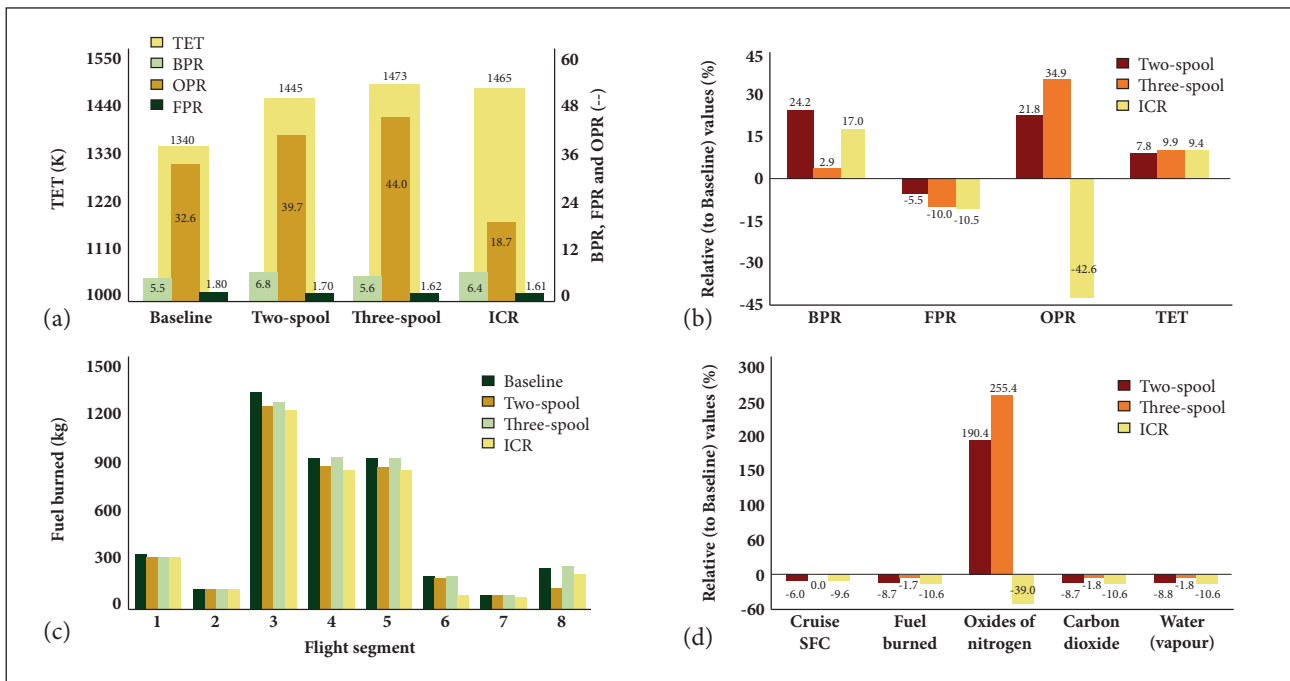 1550
1440
1330
1220
1110
1000
TET (K)
TET
BPR
OPR
FPR
1340
1445
1473
1465
32.6
39.7
44.0
18.7
5.5
1.80
6.8
1.70
5.6
1.62
6.4
1.61
60
48
36
24
12
0
BPR, FPR and OPR (--)
Baseline
Two-spool
Three-spool
ICR
(a)
45
30
15
0
-15
-30
-45
Relative (to Baseline) values (%)
Two-spool
Three-spool
ICR
24.2
2.9
17.0
-5.5
-10.0
-10.5
21.8
34.9
-42.6
7.8
9.9
9.4
BPR
FPR
OPR
TET
(b)
1500
1200
900
600
300
0
Fuel burned (kg)
Baseline
Two-spool
Three-spool
ICR
1
2
3
4
5
6
7
8
Flight segment
(c)
300
250
200
150
100
50
0
-60
Relative (to Baseline) values (%)
Two-spool
Three-spool
ICR
190.4
255.4
-6.0
0.0
-9.6
-8.7
-1.7
-10.6
-39.0
-8.7
-1.8
-10.6
-8.8
-1.8
-10.6
Cruise
SFC
Fuel
burned
Oxides of
nitrogen
Carbon
dioxide
Water
(vapour)
(d)